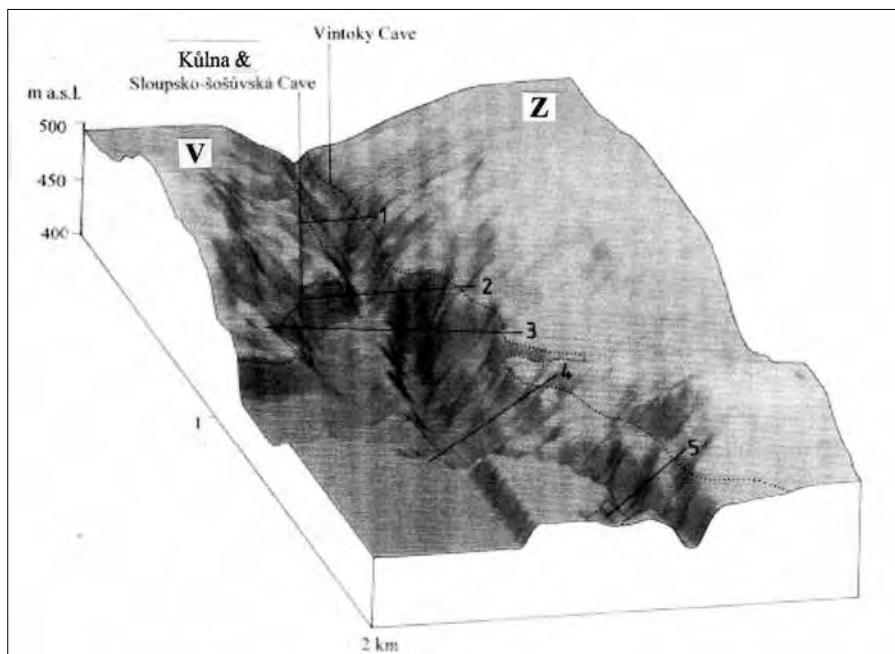 Vintoky Cave
Kůlna &
Sloupsko-šošůvská Cave
m a.s.l.
500
450
400
V
Z
1
2
3
4
5
1
2 km